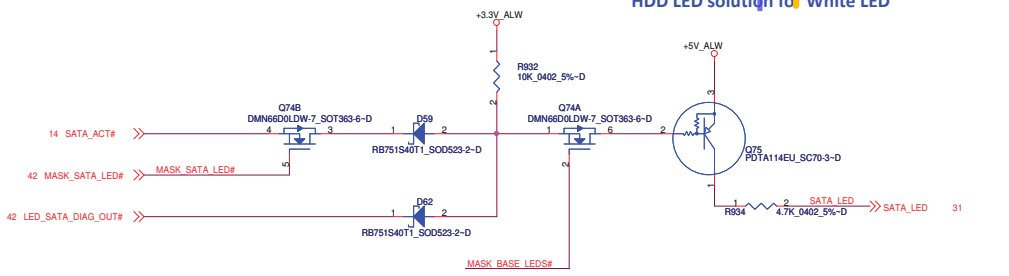 HDD LED solution for White LED
+3.3V_ALW
+5V_ALW
1
R932
10K_0402_5%~D
2
3
Q74B
DMN66D0LDW-7_SOT363-6~D
D59
Q74A
DMN66D0LDW-7_SOT363-6~D
14 SATA_ACT#
4
3
1
2
1
6
2
RB751S40T1_SOD523-2~D
Q75
PDTA114EU_SC70-3~D
5
2
42 MASK_SATA_LED#
MASK_SATA_LED#
1
D62
42 LED_SATA_DIAG_OUT#
1
2
RB751S40T1_SOD523-2~D
1
2
SATA_LED
SATA_LED
31
R934
4.7K_0402_5%~D
MASK_BASE_LEDS#